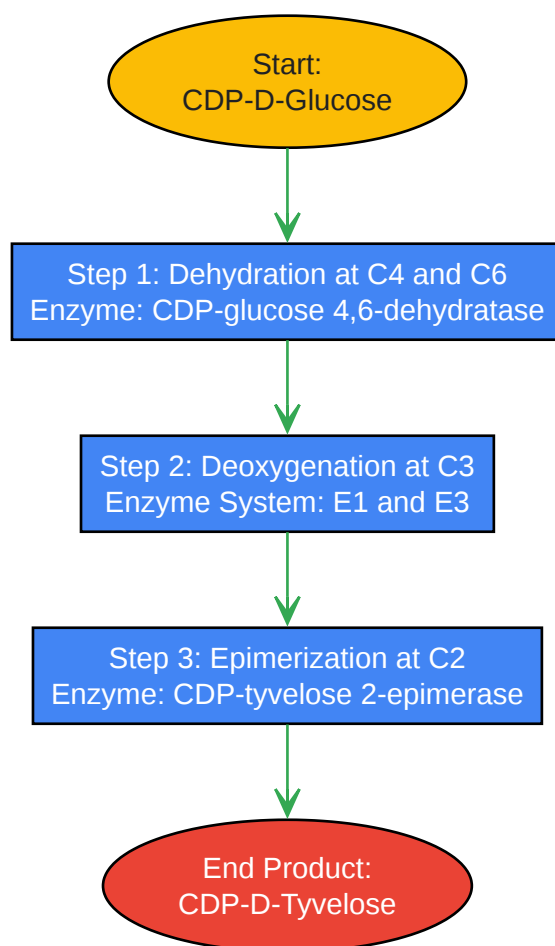 Start:
CDP-D-Glucose
Step 1: Dehydration at C4 and C6
Enzyme: CDP-glucose 4,6-dehydratase
Step 2: Deoxygenation at C3
Enzyme System: E1 and E3
Step 3: Epimerization at C2
Enzyme: CDP-tyvelose 2-epimerase
End Product:
CDP-D-Tyvelose